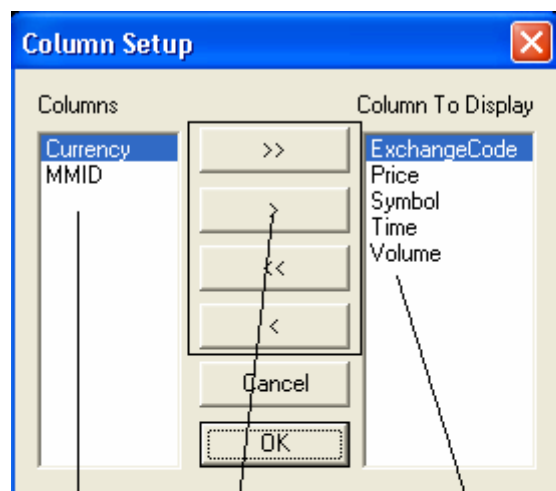 Column Setup
Columns
Column To Display
Currency
MMID
>>
>
<<
<
Cancel
OK
ExchangeCode
Price
Symbol
Time
Volume